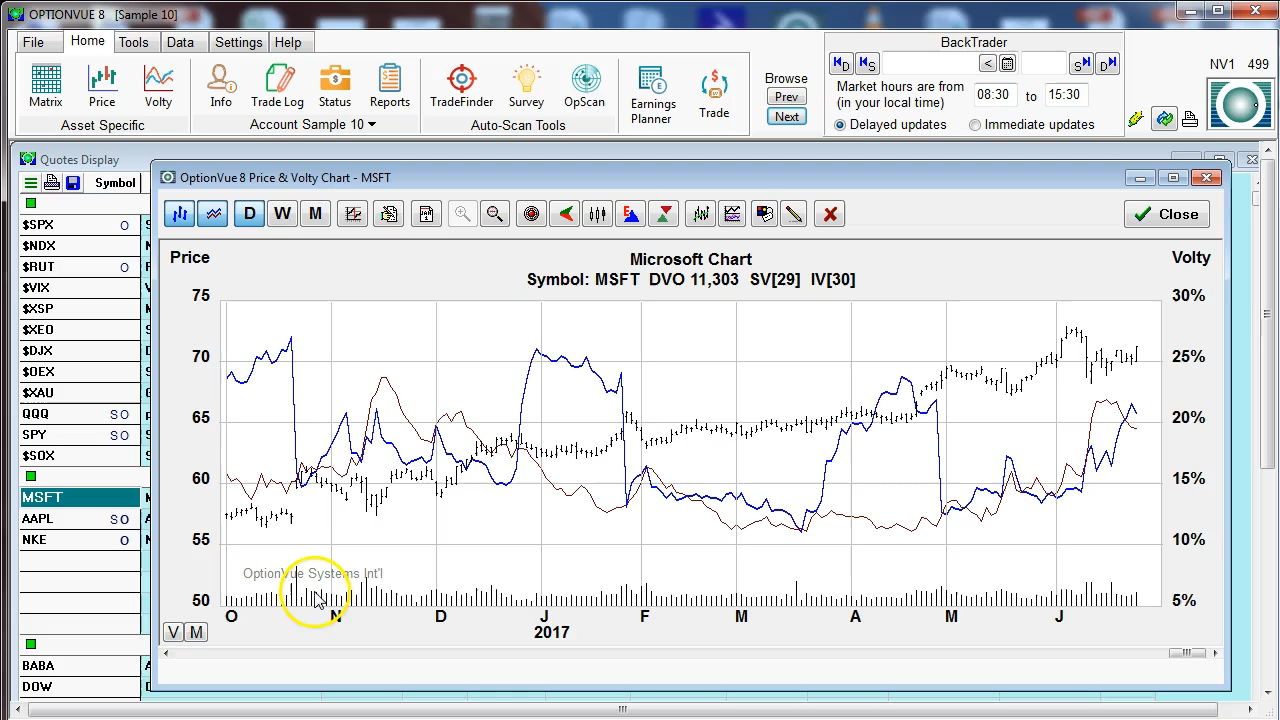 OPTIONVUE 8 [Sample 10]
File Home Tools Data Settings Help
Matrix Price Volty
Asset Specific
Info Trade Log Status Reports
Account Sample 10
TradeFinder Survey OpScan
Auto-Scan Tools
Earnings
Planner
Trade
Browse
Prev
Next
BackTrader
D S < S D
Market hours are from
(in your local time)
08:30 to 15:30
Delayed updates Immediate updates
NV1 499
Quotes Display
Symbol
$SPX O
$NDX
$RUT O
$VIX
$XSP
$XEO
$DJX
$OEX
$XAU
QQQ SO
SPY SO
$SOX
MSFT
AAPL SO
NKE O
BABA
DOW
OptionVue 8 Price & Volty Chart - MSFT
D W M
Close
Price
Microsoft Chart
Volty
Symbol: MSFT DVO 11,303 SV[29] IV[30]
75 30%
70 25%
65 20%
60 15%
55 10%
OptionVue Systems Int'l
50 5%
O N D J F M A M J
2017
V M